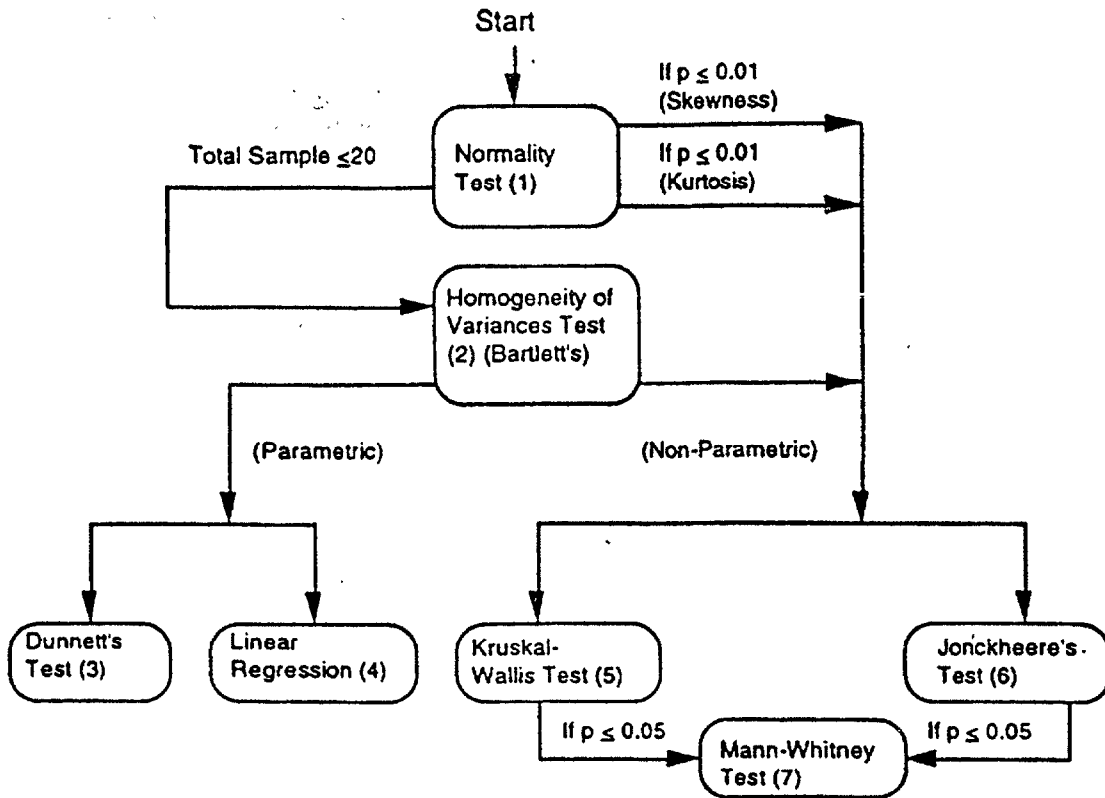 Start
If p ≤ 0.01
(Skewness)
Total Sample ≤20
Normality
Test (1)
If p ≤ 0.01
(Kurtosis)
Homogeneity of
Variances Test
(2) (Bartlett's)
(Parametric)
(Non-Parametric)
Dunnett's
Test (3)
Linear
Regression (4)
Kruskal-
Wallis Test (5)
Jonckheere's
Test (6)
If p ≤ 0.05
If p ≤ 0.05
Mann-Whitney
Test (7)